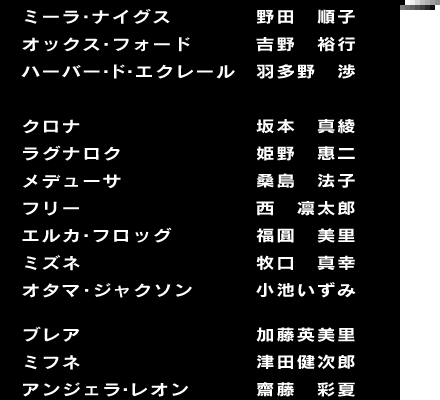 ミーラ・ナイグス　野田　順子
オックス・フォード　吉野　裕行
ハーバー・ド・エクレール　羽多野　渉
クロナ　坂本　真綾
ラグナロク　姫野　惠二
メデューサ　桑島　法子
フリー　西　凛太郎
エルカ・フロッグ　福圓　美里
ミズネ　牧口　真幸
オタマ・ジャクソン　小池いずみ
ブレア　加藤英美里
ミフネ　津田健次郎
アンジェラ・レオン　齋藤　彩夏